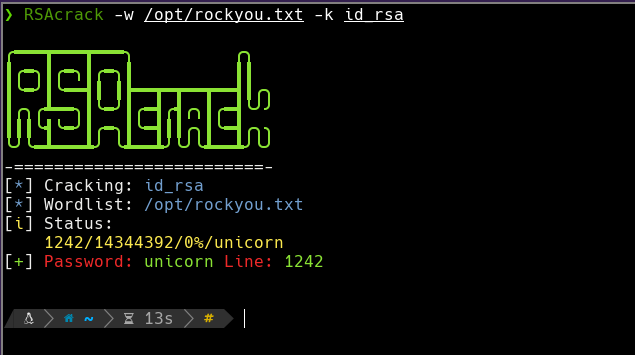 ❯ RSAcrack -w /opt/rockyou.txt -k id_rsa
RSAcrack
-=========================-
[*] Cracking: id_rsa
[*] Wordlist: /opt/rockyou.txt
[i] Status:
1242/14344392/0%/unicorn
[+] Password: unicorn Line: 1242
~ 13s #